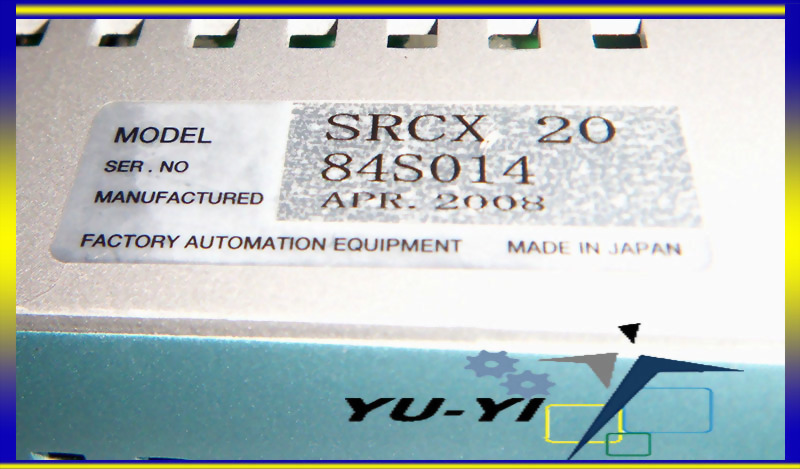 MODEL SRCX 20
SER . NO 84S014
MANUFACTURED APR. 2008
FACTORY AUTOMATION EQUIPMENT MADE IN JAPAN
YU-YI